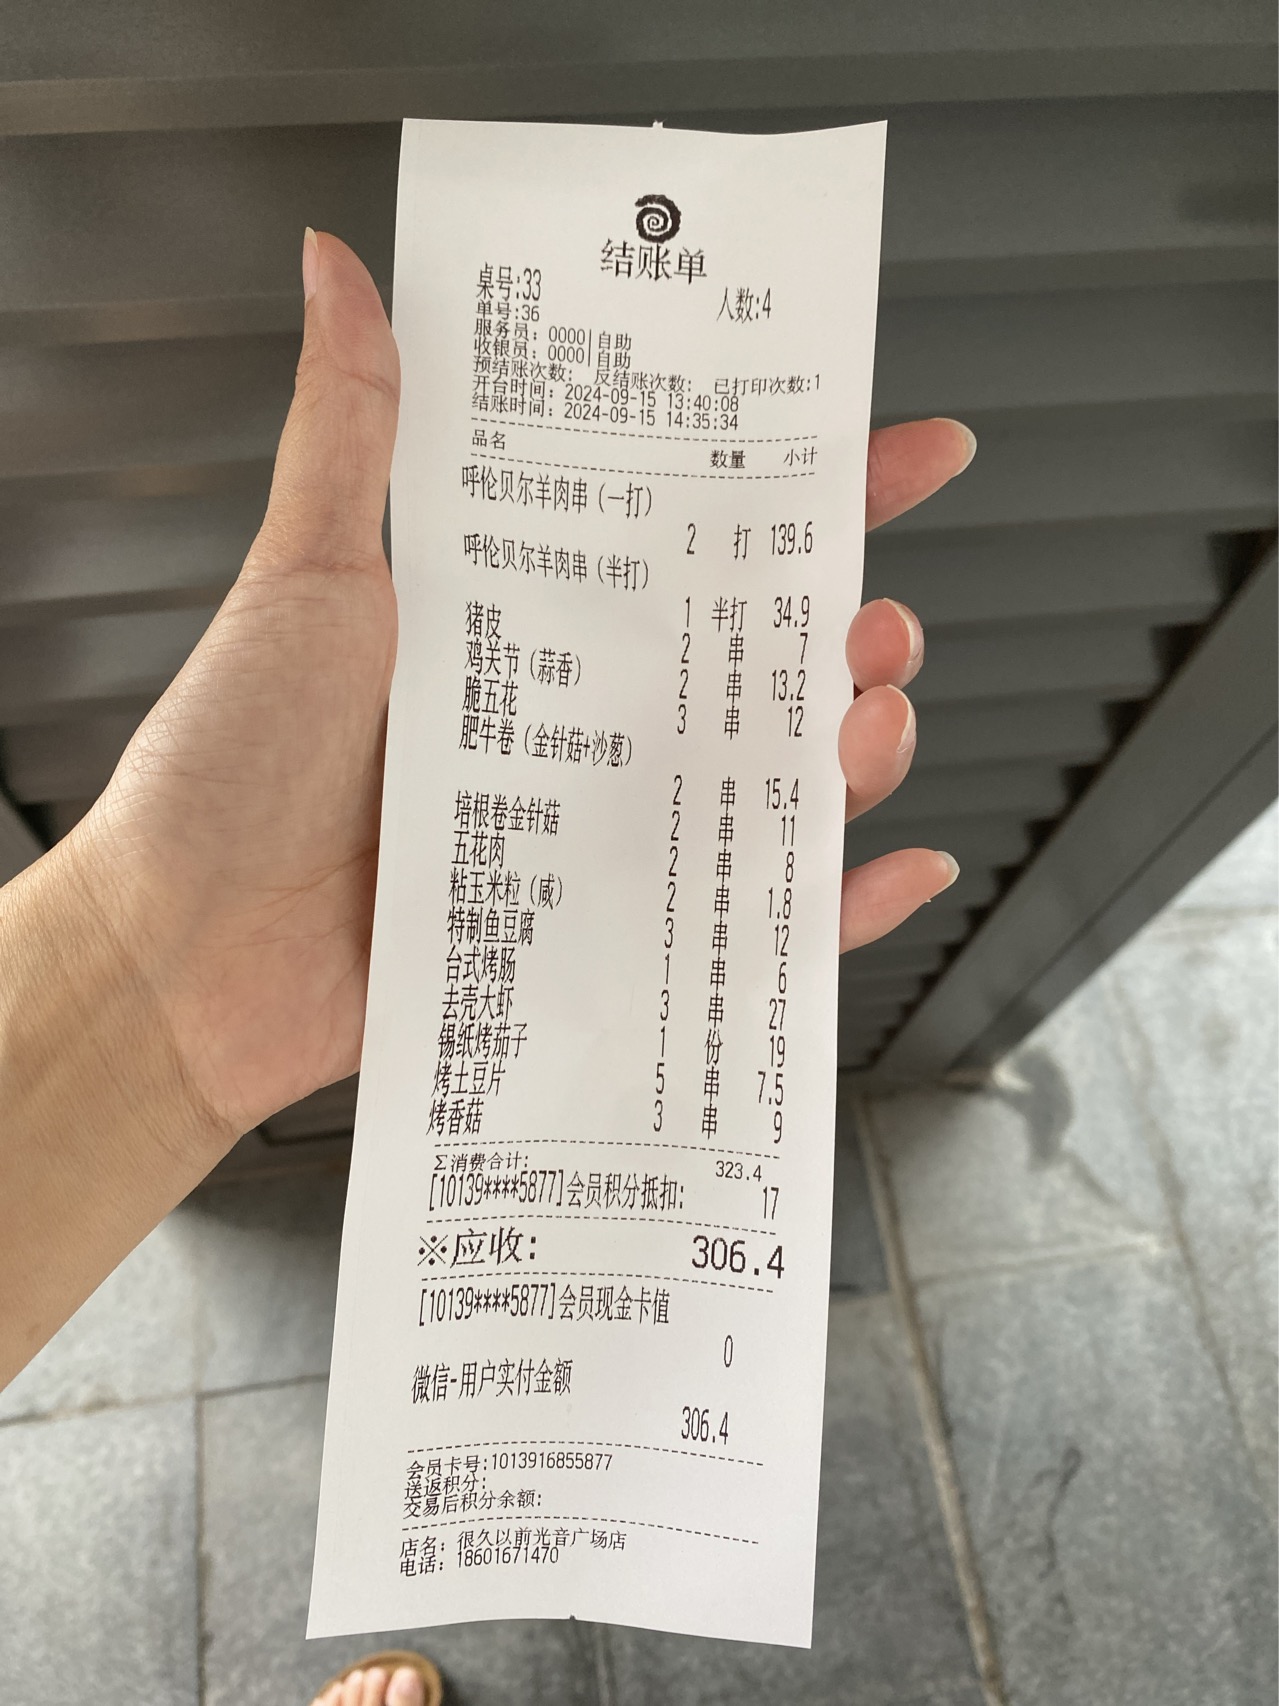 结账单
桌号:33 人数:4
单号:36
服务员: 0000|自助
收银员: 0000|自助
预结账次数: 反结账次数: 已打印次数:1
开台时间: 2024-09-15 13:40:08
结账时间: 2024-09-15 14:35:34
品名 数量 小计
呼伦贝尔羊肉串(一打)
2 打 139.6
呼伦贝尔羊肉串(半打)
1 半打 34.9
猪皮 2 串 7
鸡关节(蒜香) 2 串 13.2
脆五花 3 串 12
肥牛卷(金针菇+沙葱)
2 串 15.4
培根卷金针菇 2 串 11
五花肉 2 串 8
粘玉米粒(咸) 2 串 1.8
特制鱼豆腐 3 串 12
台式烤肠 1 串 6
去壳大虾 3 串 27
锡纸烤茄子 1 份 19
烤土豆片 5 串 7.5
烤香菇 3 串 9
Σ消费合计: 323.4
[10139****5877]会员积分抵扣: 17
※应收: 306.4
[10139****5877]会员现金卡值
0
微信-用户实付金额
306.4
会员卡号:1013916855877
送返积分:
交易后积分余额:
店名: 很久以前光音广场店
电话: 18601671470